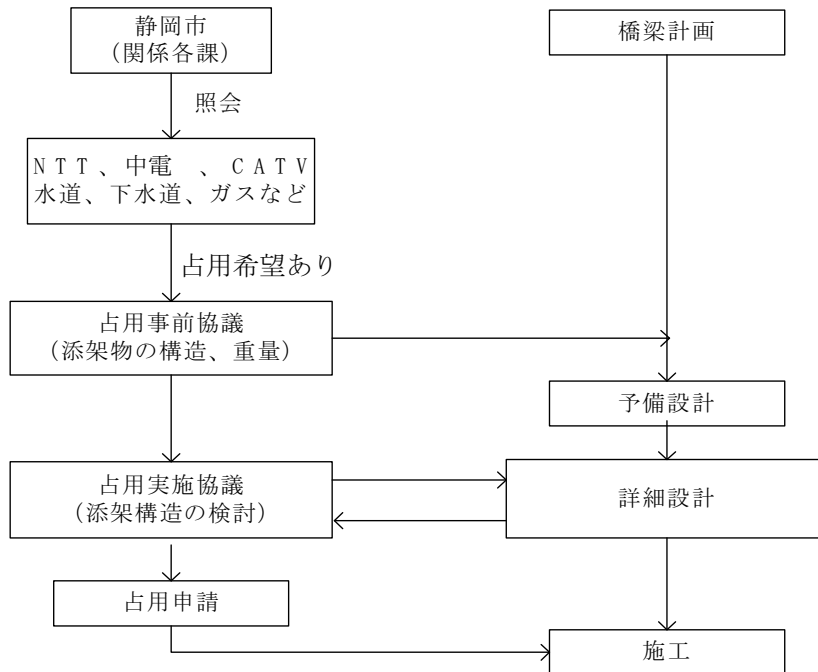 静岡市
(関係各課)
橋梁計画
照会
NTT、中電 、CATV
水道、下水道、ガスなど
占用希望あり
占用事前協議
(添架物の構造、重量)
予備設計
占用実施協議
(添架構造の検討)
詳細設計
占用申請
施工